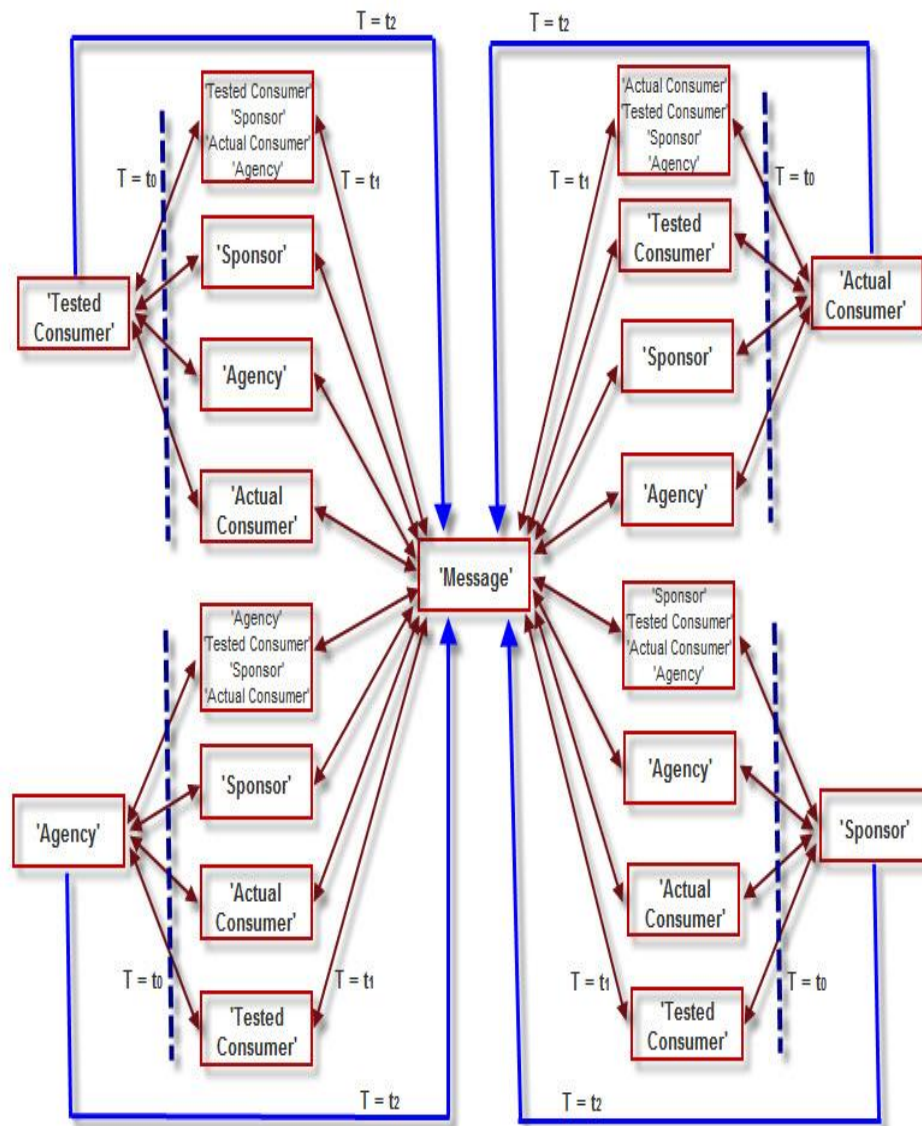 T = t2
T = t2
'Tested Consumer'
'Sponsor'
'Actual Consumer'
'Agency'
'Actual Consumer'
'Tested Consumer'
'Sponsor'
'Agency'
T = t0
T = t1
T = t1
T = t0
'Sponsor'
'Tested
Consumer'
'Tested
Consumer'
'Actual
Consumer'
'Agency'
'Sponsor'
'Actual
Consumer'
'Agency'
'Message'
'Agency'
'Tested Consumer'
'Sponsor'
'Actual Consumer'
'Sponsor'
'Tested Consumer'
'Actual Consumer'
'Agency'
'Sponsor'
'Agency'
'Agency'
'Sponsor'
'Actual
Consumer'
'Actual
Consumer'
T = t0
T = t1
T = t1
T = t0
'Tested
Consumer'
'Tested
Consumer'
T = t2
T = t2